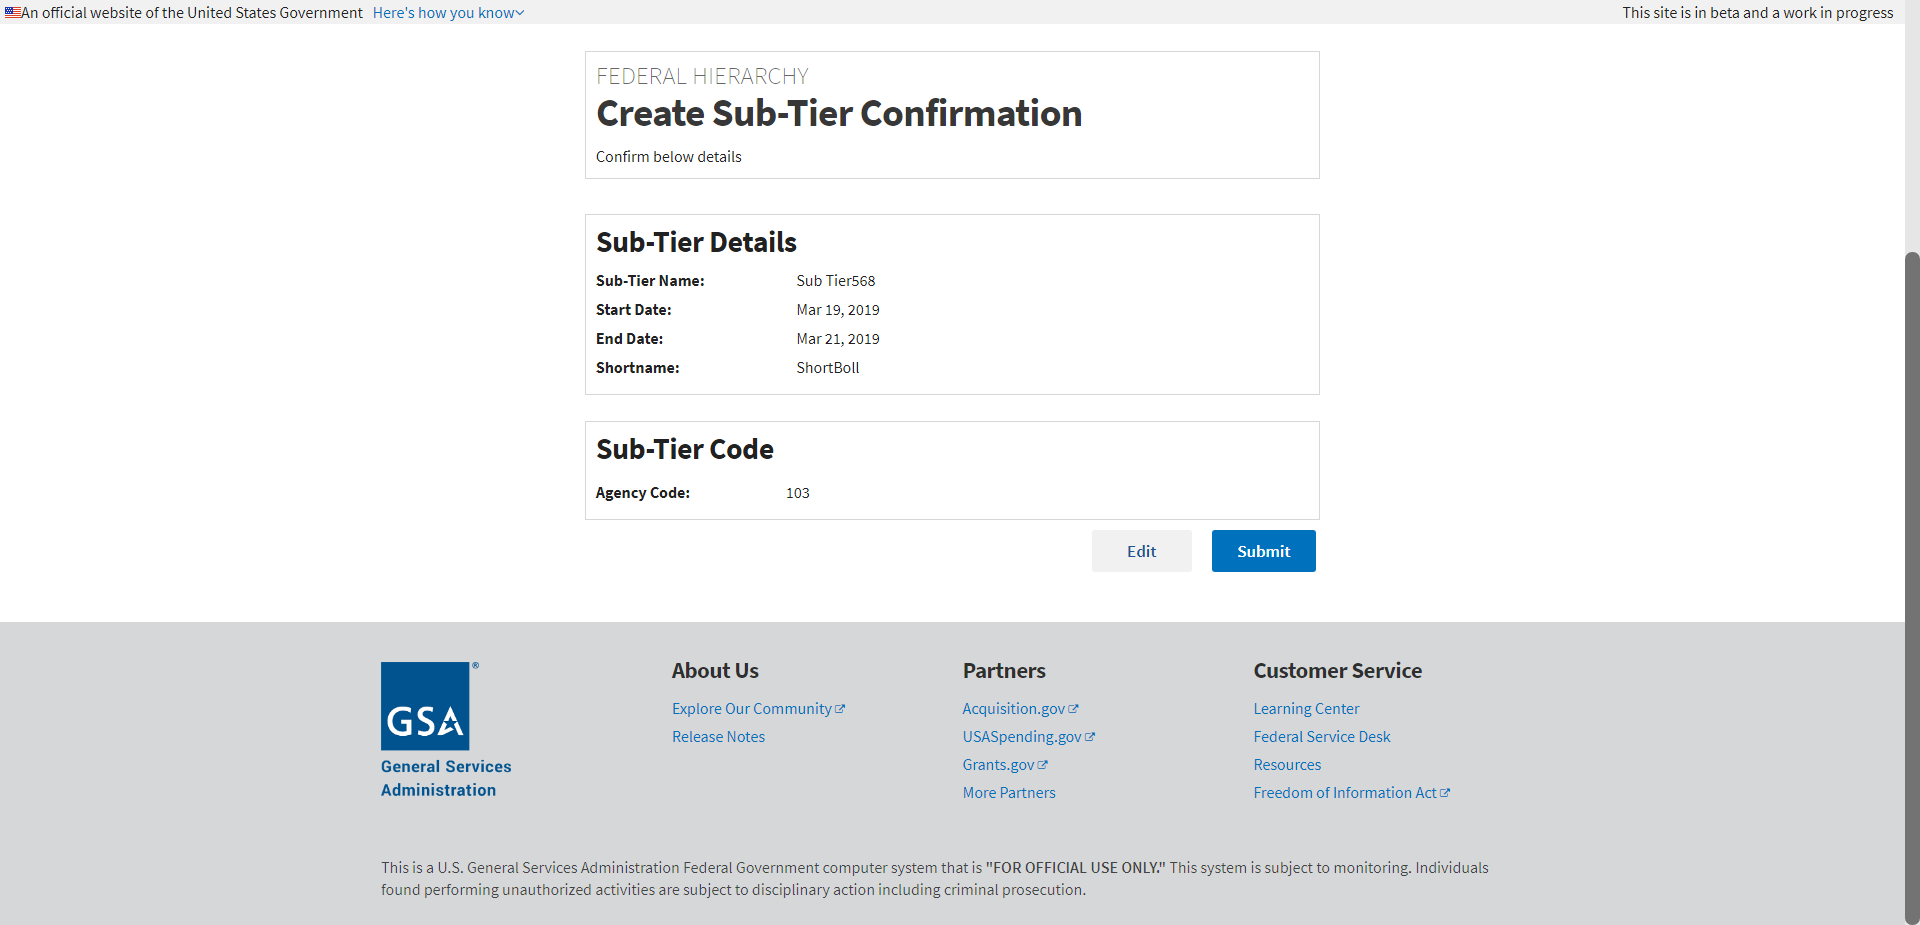 An official website of the United States Government Here's how you know
This site is in beta and a work in progress
FEDERAL HIERARCHY
Create Sub-Tier Confirmation
Confirm below details
Sub-Tier Details
Sub-Tier Name: Sub Tier568
Start Date: Mar 19, 2019
End Date: Mar 21, 2019
Shortname: ShortBoll
Sub-Tier Code
Agency Code: 103
Edit Submit
GSA ®
General Services
Administration
About Us
Explore Our Community
Release Notes
Partners
Acquisition.gov
USASpending.gov
Grants.gov
More Partners
Customer Service
Learning Center
Federal Service Desk
Resources
Freedom of Information Act
This is a U.S. General Services Administration Federal Government computer system that is "FOR OFFICIAL USE ONLY." This system is subject to monitoring. Individuals
found performing unauthorized activities are subject to disciplinary action including criminal prosecution.